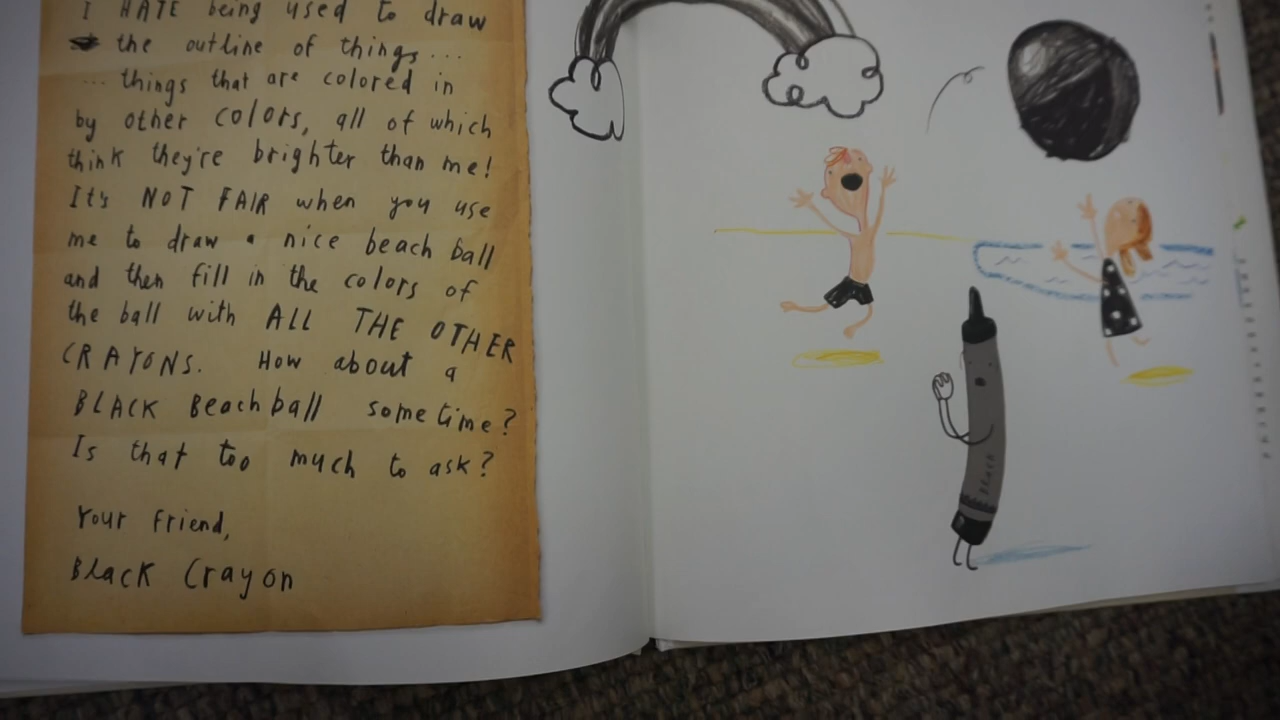 I HATE being used to draw
the outline of things...
... things that are colored in
by other colors, all of which
think they're brighter than me!
It's NOT FAIR when you use
me to draw a nice beach ball
and then fill in the colors of
the ball with ALL THE OTHER
CRAYONS. How about a
BLACK Beach ball sometime?
Is that too much to ask?
Your friend,
Black Crayon
BLACK